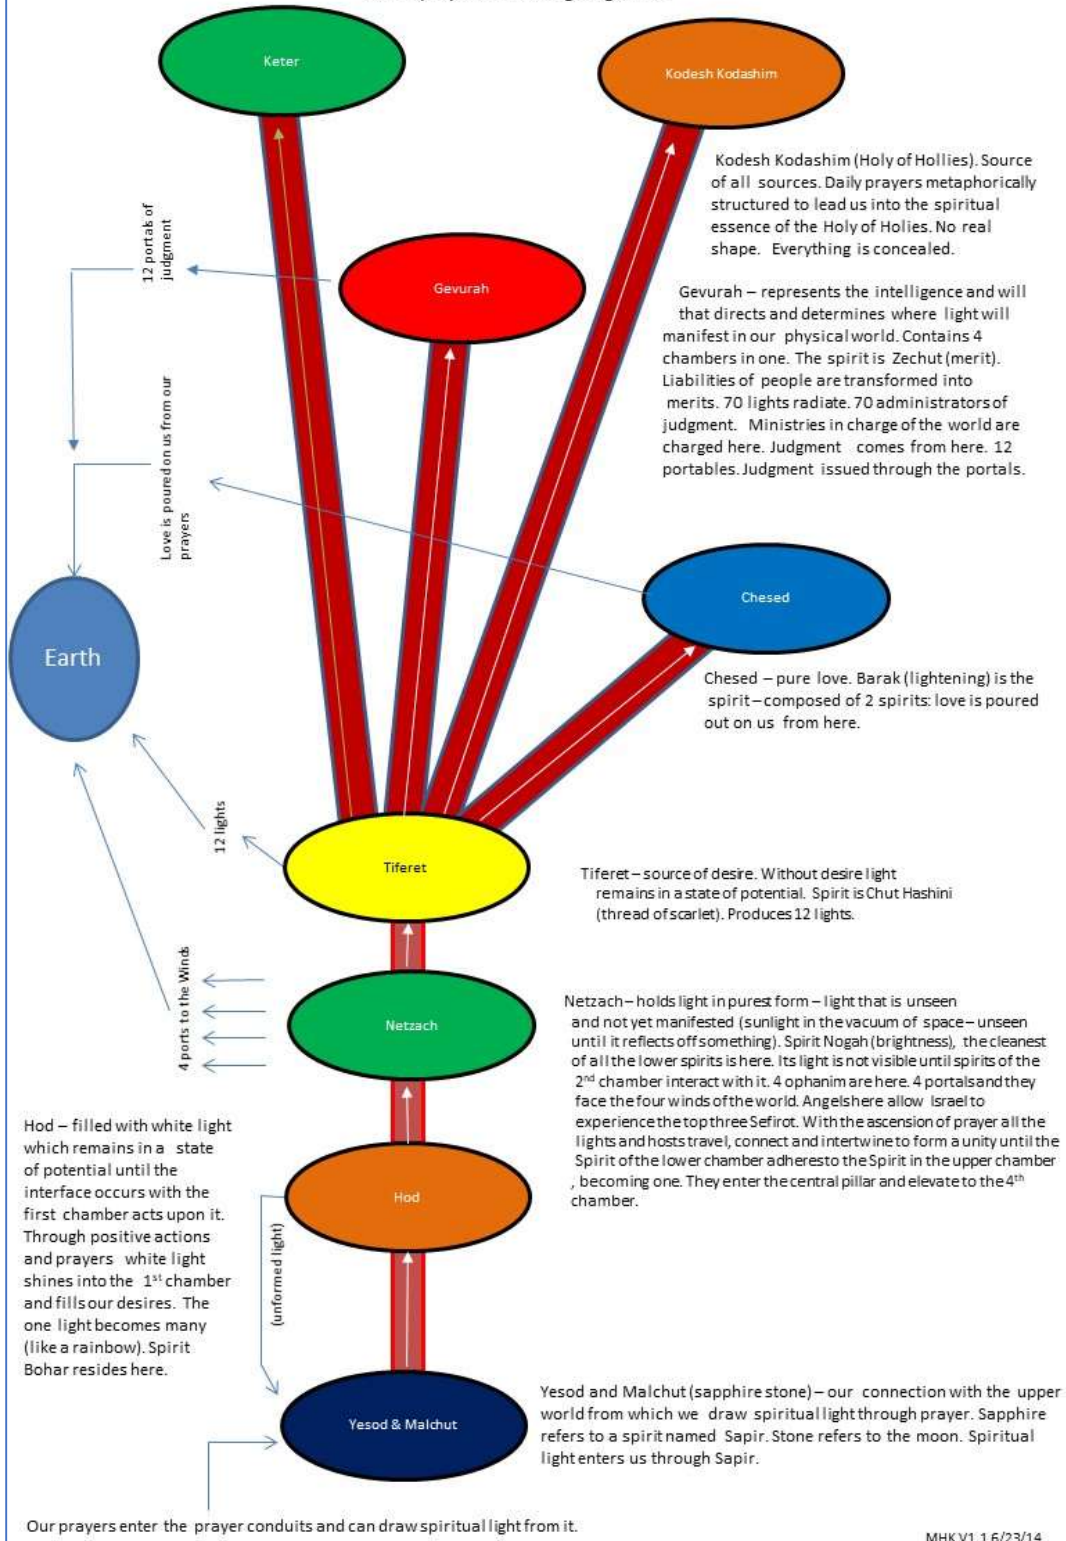 Keter
Kodesh Kodashim
Kodesh Kodashim (Holy of Hollies). Source
of all sources. Daily prayers metaphorically
structured to lead us into the spiritual
essence of the Holy of Holies. No real
shape. Everything is concealed.
12 portals of
judgment
Gevurah
Gevurah – represents the intelligence and will
that directs and determines where light will
manifest in our physical world. Contains 4
chambers in one. The spirit is Zechut (merit).
Liabilities of people are transformed into
merits. 70 lights radiate. 70 administrators of
judgment. Ministries in charge of the world are
charged here. Judgment comes from here. 12
portables. Judgment issued through the portals.
Love is poured on us from our
prayers
Chesed
Earth
Chesed – pure love. Barak (lightening) is the
spirit – composed of 2 spirits: love is poured
out on us from here.
12 lights
Tiferet
Tiferet – source of desire. Without desire light
remains in a state of potential. Spirit is Chut Hashini
(thread of scarlet). Produces 12 lights.
4 ports to the Winds
Netzach
Netzach – holds light in purest form – light that is unseen
and not yet manifested (sunlight in the vacuum of space – unseen
until it reflects off something). Spirit Nogah (brightness), the cleanest
of all the lower spirits is here. Its light is not visible until spirits of the
2nd chamber interact with it. 4 ophanim are here. 4 portals and they
face the four winds of the world. Angels here allow Israel to
experience the top three Sefirot. With the ascension of prayer all the
lights and hosts travel, connect and intertwine to form a unity until the
Spirit of the lower chamber adheres to the Spirit in the upper chamber
, becoming one. They enter the central pillar and elevate to the 4th
chamber.
Hod – filled with white light
which remains in a state
of potential until the
interface occurs with the
first chamber acts upon it.
Through positive actions
and prayers white light
shines into the 1st chamber
and fills our desires. The
one light becomes many
(like a rainbow). Spirit
Bohar resides here.
Hod
(unformed light)
Yesod & Malchut
Yesod and Malchut (sapphire stone) – our connection with the upper
world from which we draw spiritual light through prayer. Sapphire
refers to a spirit named Sapir. Stone refers to the moon. Spiritual
light enters us through Sapir.
Our prayers enter the prayer conduits and can draw spiritual light from it.
MHK V1.1 6/23/14